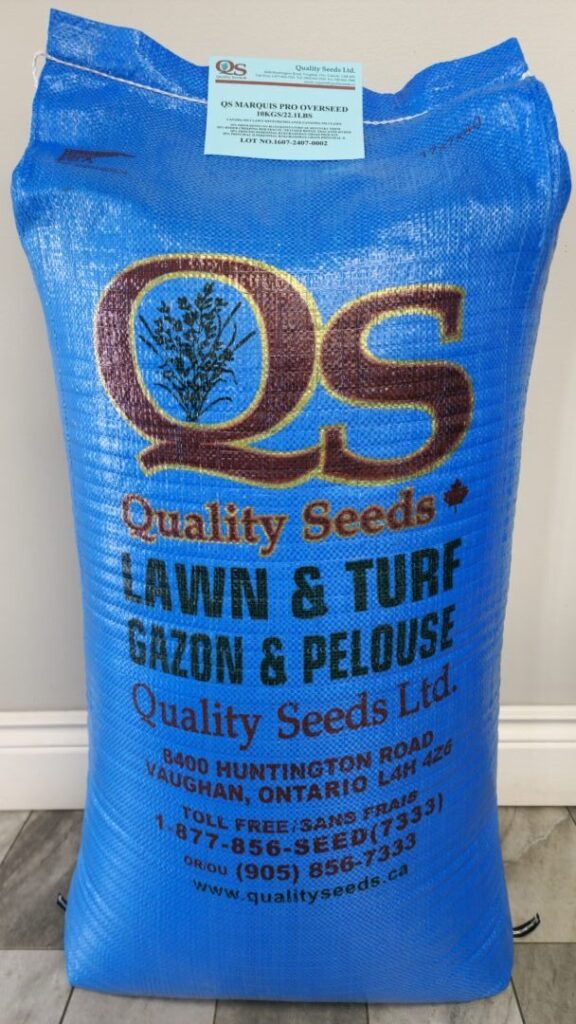 QS
Quality Seeds Ltd.
QS MARQUIS PRO OVERSEED
10KGS/22.1LBS
LOT NO.1607-2407-0002
QS
Quality Seeds
LAWN & TURF
GAZON & PELOUSE
Quality Seeds Ltd.
8400 HUNTINGTON ROAD
VAUGHAN, ONTARIO L4H 4Z6
TOLL FREE/SANS FRAIS
1-877-856-SEED(7333)
OR/OU (905) 856-7333
www.qualityseeds.ca